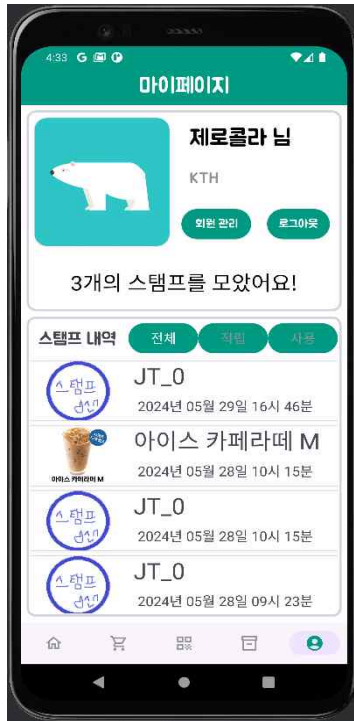 4:33 G
마이페이지
제로콜라 님
KTH
회원 관리
로그아웃
3개의 스탬프를 모았어요!
스탬프 내역
전체
적립
사용
스탬프
JT_0
2024년 05월 29일 16시 46분
아이스 카페라떼 M
아이스 카페라떼 M
2024년 05월 28일 10시 15분
스탬프
JT_0
2024년 05월 28일 10시 15분
스탬프
JT_0
2024년 05월 28일 09시 23분